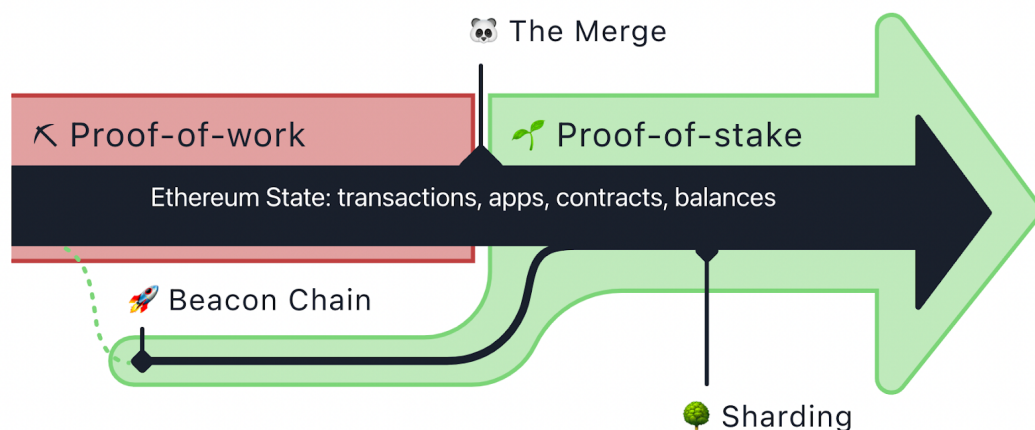 🐼 The Merge
⛏ Proof-of-work
🌱 Proof-of-stake
Ethereum State: transactions, apps, contracts, balances
🚀 Beacon Chain
🌳 Sharding